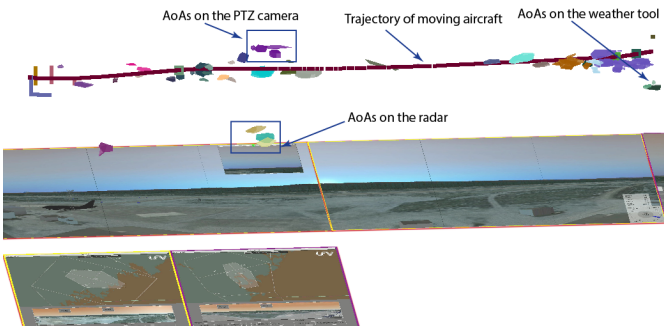 AoAs on the PTZ camera
Trajectory of moving aircraft
AoAs on the weather tool
AoAs on the radar